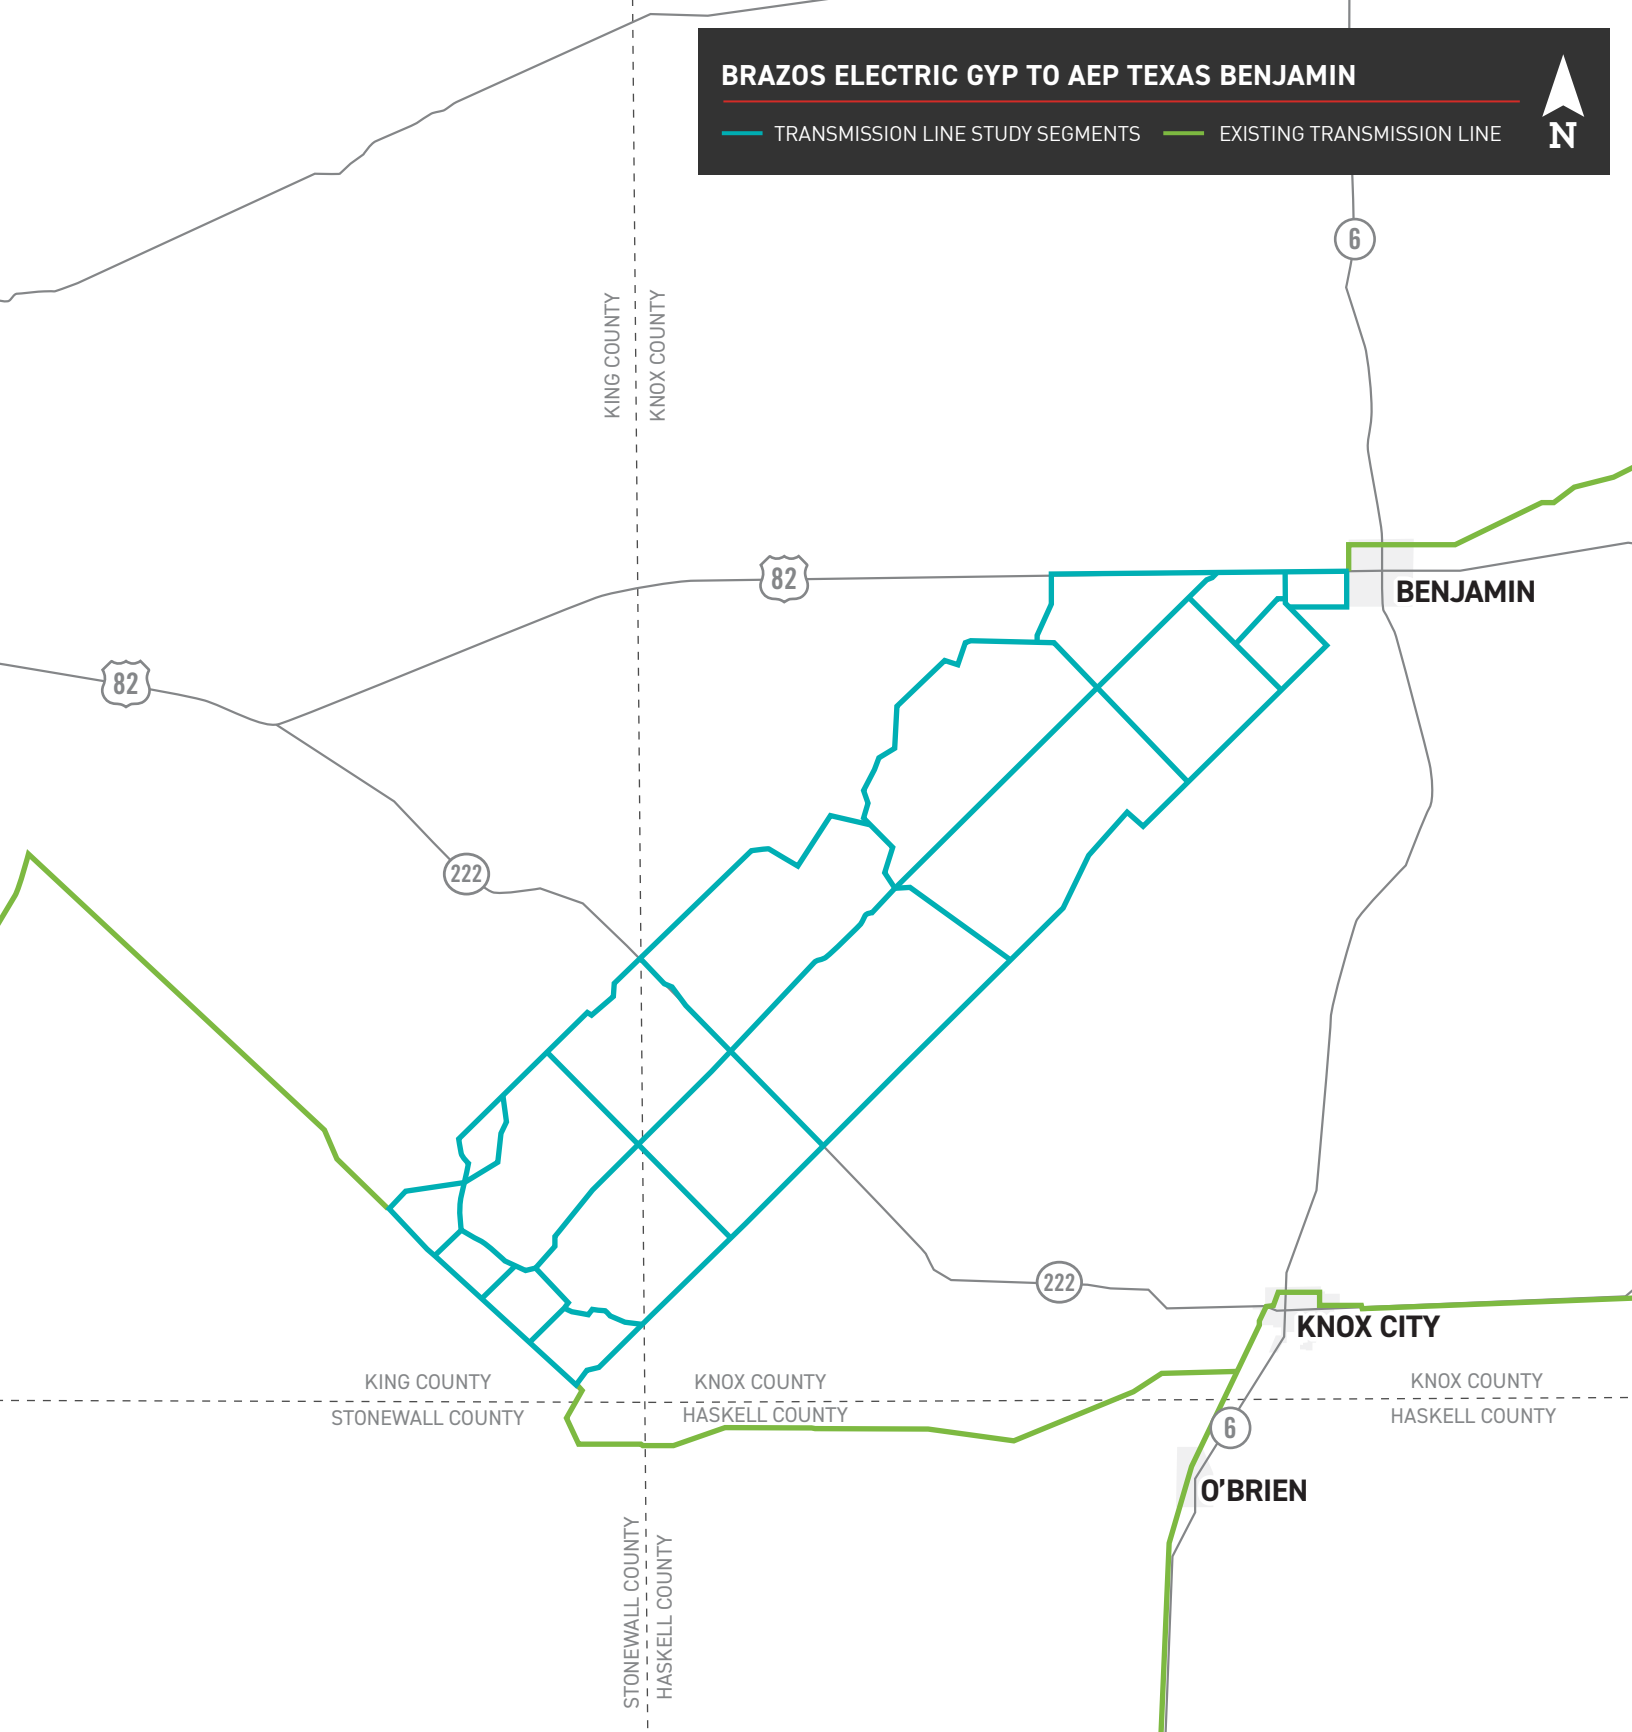 BRAZOS ELECTRIC GYP TO AEP TEXAS BENJAMIN
TRANSMISSION LINE STUDY SEGMENTS
EXISTING TRANSMISSION LINE
N
6
KING COUNTY
KNOX COUNTY
82
BENJAMIN
82
222
222
KNOX CITY
KING COUNTY
KNOX COUNTY
KNOX COUNTY
STONEWALL COUNTY
HASKELL COUNTY
HASKELL COUNTY
6
O’BRIEN
STONEWALL COUNTY
HASKELL COUNTY